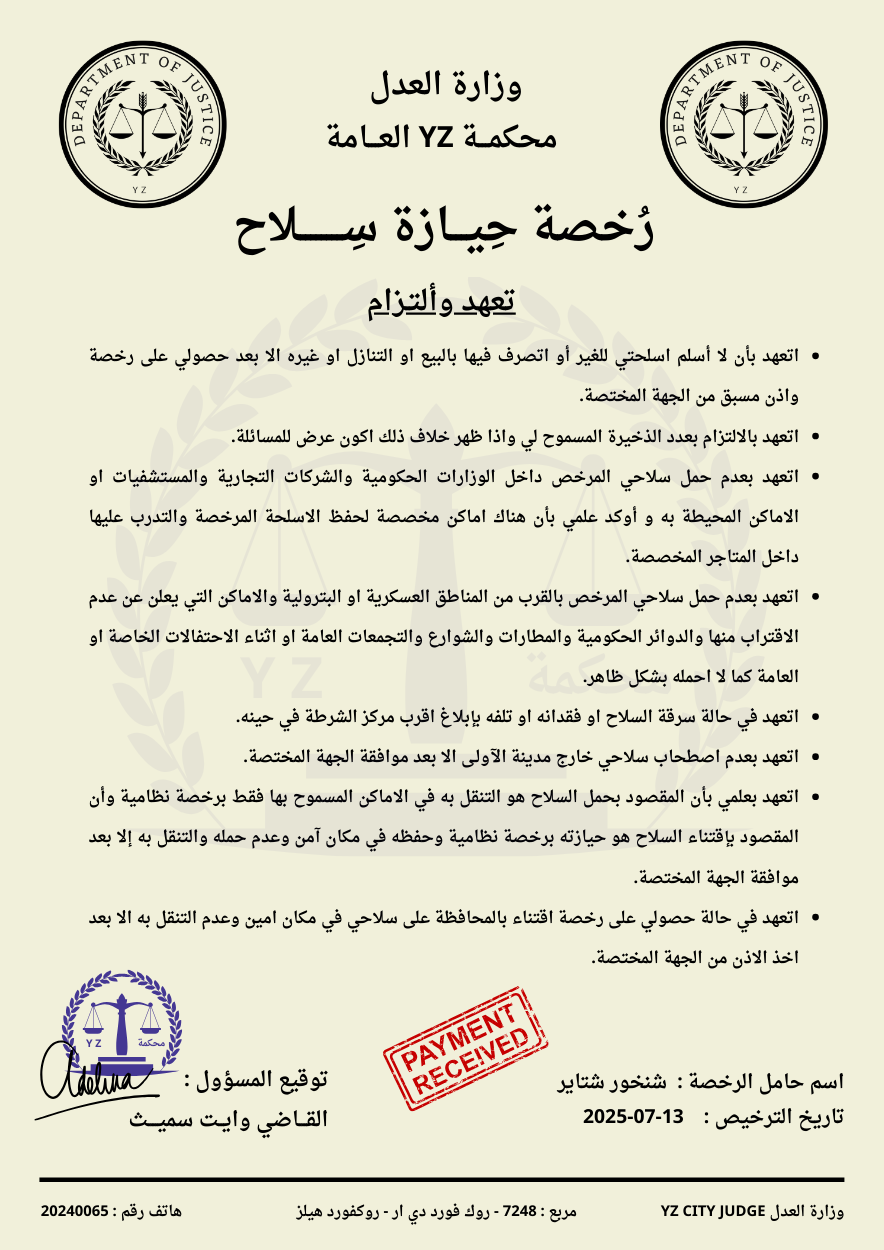 DEPARTMENT OF JUSTICE
YZ
DEPARTMENT OF JUSTICE
YZ
وزارة العدل
محكمـة YZ العـامة
رُخصة حِيـازة سِـــلاح
تعهد وألتزام
• اتعهد بأن لا أسلم اسلحتي للغير أو اتصرف فيها بالبيع او التنازل او غيره الا بعد حصولي على رخصة
واذن مسبق من الجهة المختصة.
• اتعهد بالالتزام بعدد الذخيرة المسموح لي واذا ظهر خلاف ذلك اكون عرض للمسائلة.
• اتعهد بعدم حمل سلاحي المرخص داخل الوزارات الحكومية والشركات التجارية والمستشفيات او
الاماكن المحيطة به و أوكد علمي بأن هناك اماكن مخصصة لحفظ الاسلحة المرخصة والتدرب عليها
داخل المتاجر المخصصة.
• اتعهد بعدم حمل سلاحي المرخص بالقرب من المناطق العسكرية او البترولية والاماكن التي يعلن عن عدم
الاقتراب منها والدوائر الحكومية والمطارات والشوارع والتجمعات العامة او اثناء الاحتفالات الخاصة او
العامة كما لا احمله بشكل ظاهر.
• اتعهد في حالة سرقة السلاح او فقدانه او تلفه بإبلاغ اقرب مركز الشرطة في حينه.
• اتعهد بعدم اصطحاب سلاحي خارج مدينة الآولى الا بعد موافقة الجهة المختصة.
• اتعهد بعلمي بأن المقصود بحمل السلاح هو التنقل به في الاماكن المسموح بها فقط برخصة نظامية وأن
المقصود بإقتناء السلاح هو حيازته برخصة نظامية وحفظه في مكان آمن وعدم حمله والتنقل به إلا بعد
موافقة الجهة المختصة.
• اتعهد في حالة حصولي على رخصة اقتناء بالمحافظة على سلاحي في مكان امين وعدم التنقل به الا بعد
اخذ الاذن من الجهة المختصة.
محكمة YZ
PAYMENT
RECEIVED
محكمة YZ
Adelina
اسم حامل الرخصة : شنخور شتاير
تاريخ الترخيص : 2025-07-13
توقيع المسؤول :
القـاضي وايـت سميـث
وزارة العدل YZ CITY JUDGE
مربع : 7248 - روك فورد دي ار - روكفورد هيلز
هاتف رقم : 20240065